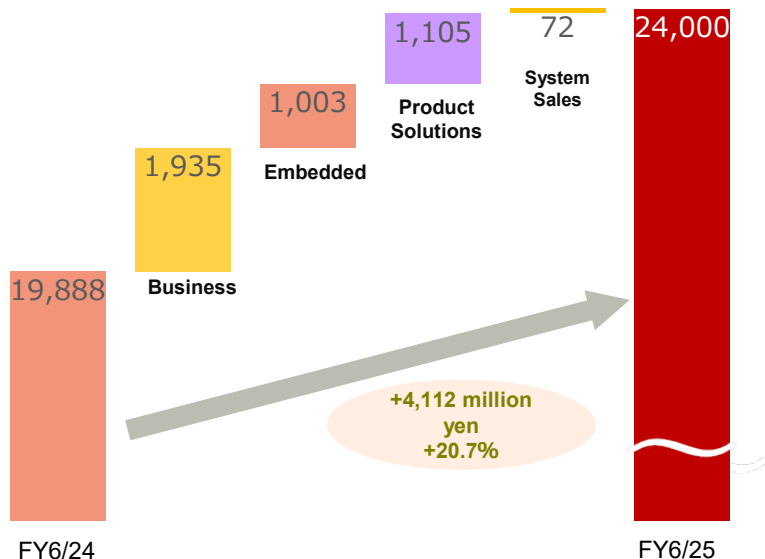 19,888
FY6/24
1,935
Business
1,003
Embedded
1,105
Product
Solutions
72
System
Sales
24,000
FY6/25
+4,112 million
yen
+20.7%